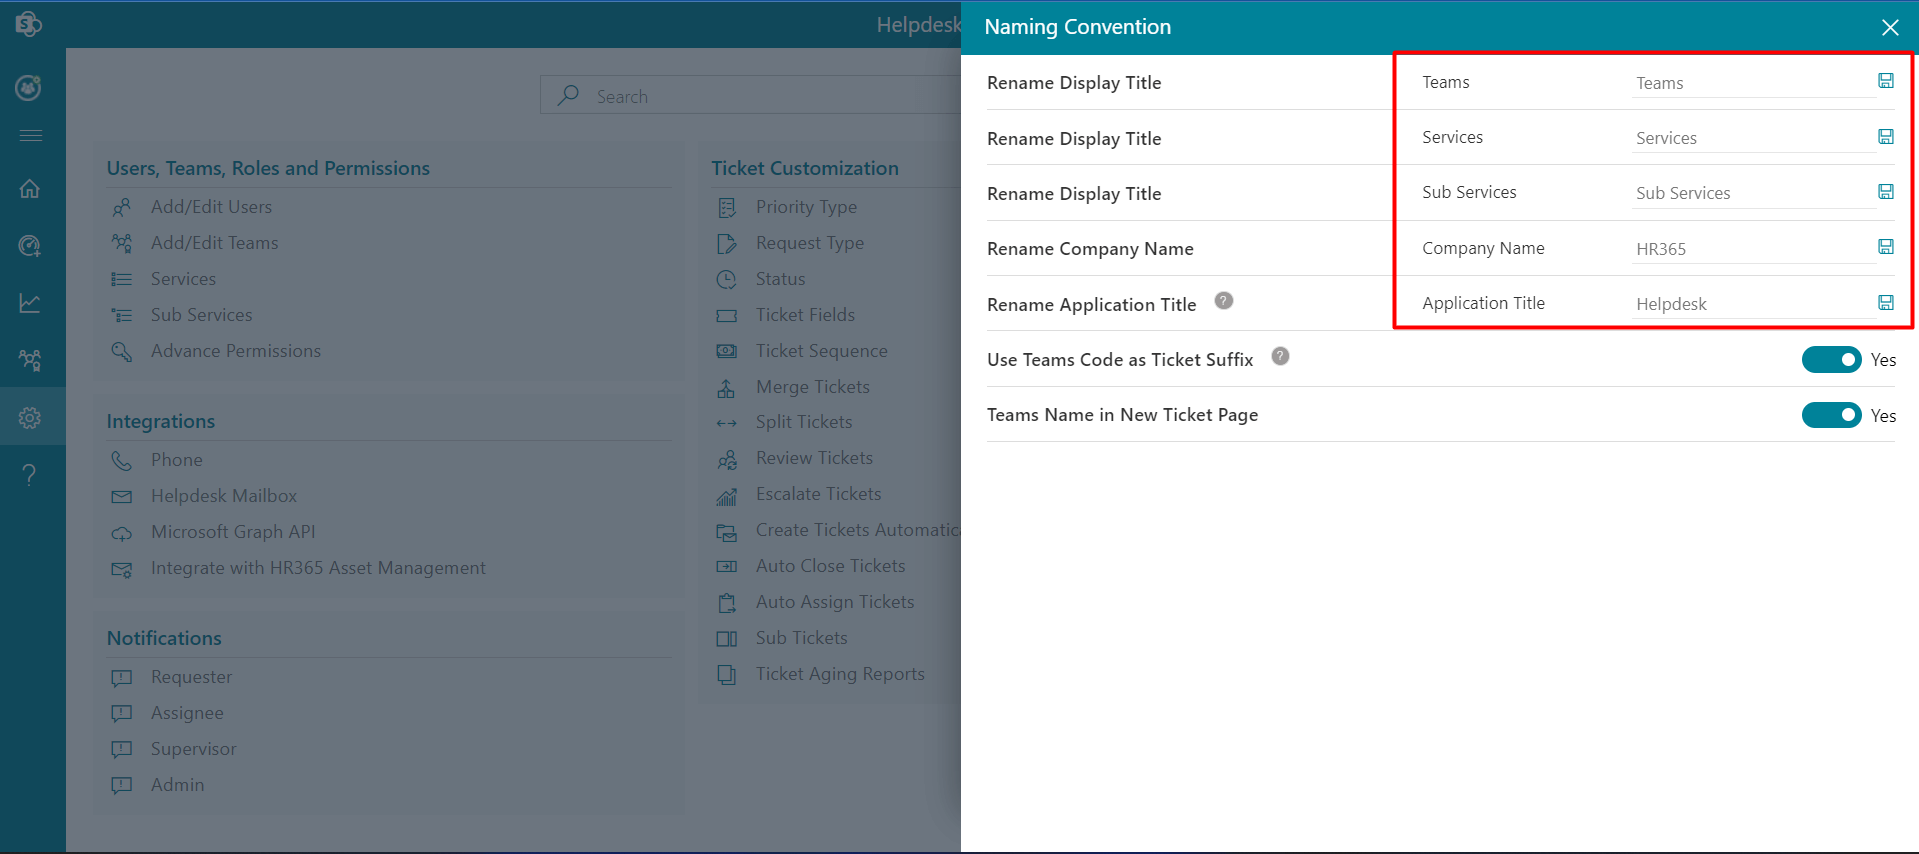 Helpdesk
Search
Users, Teams, Roles and Permissions
Add/Edit Users
Add/Edit Teams
Services
Sub Services
Advance Permissions
Integrations
Phone
Helpdesk Mailbox
Microsoft Graph API
Integrate with HR365 Asset Management
Notifications
Requester
Assignee
Supervisor
Admin
Ticket Customization
Priority Type
Request Type
Status
Ticket Fields
Ticket Sequence
Merge Tickets
Split Tickets
Review Tickets
Escalate Tickets
Create Tickets
Auto Close Tickets
Auto Assign Tickets
Sub Tickets
Ticket Aging Reports
Naming Convention
Rename Display Title Teams Teams
Rename Display Title Services Services
Rename Display Title Sub Services Sub Services
Rename Company Name Company Name HR365
Rename Application Title ? Application Title Helpdesk
Use Teams Code as Ticket Suffix ? Yes
Teams Name in New Ticket Page Yes